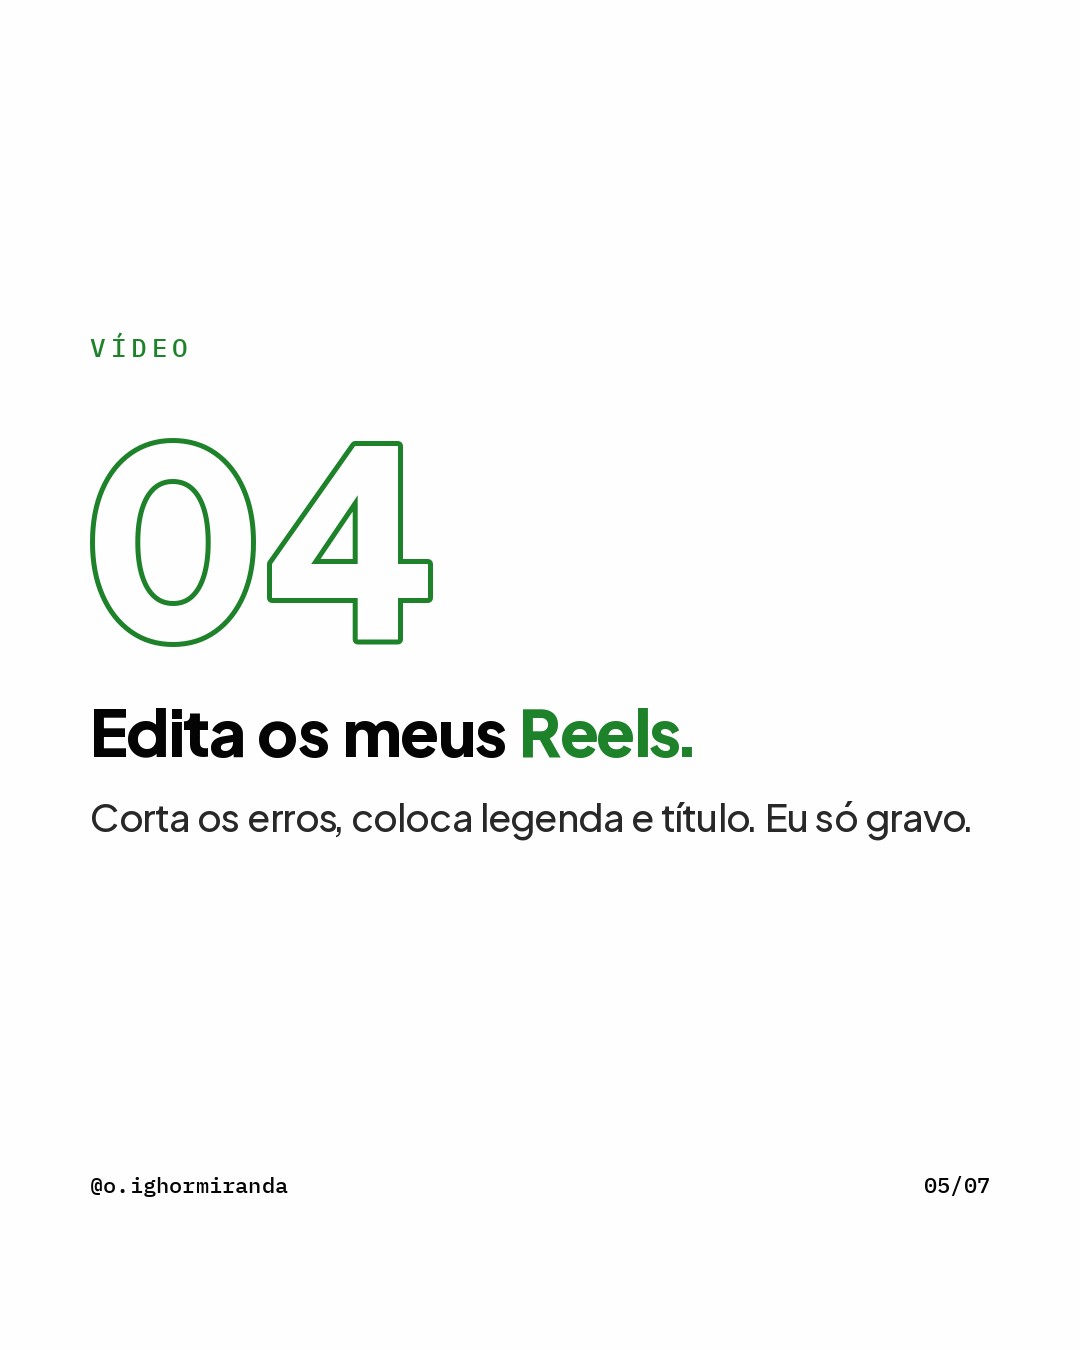 VÍDEO
04
Edita os meus Reels.
Corta os erros, coloca legenda e título. Eu só gravo.
@o.ighormiranda
05/07